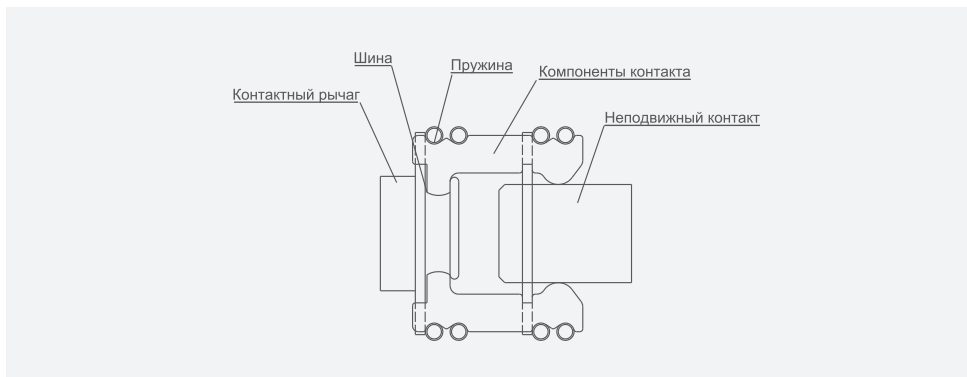 Шина
Пружина
Компоненты контакта
Контактный рычаг
Неподвижный контакт